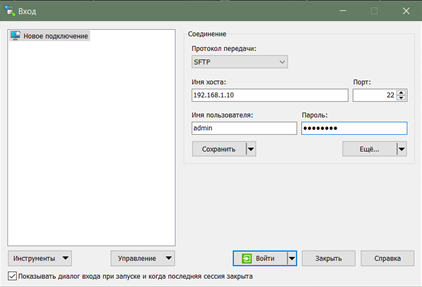 Вход
Новое подключение
Соединение
Протокол передачи:
SFTP
Имя хоста:
Порт:
192.168.1.10
22
Имя пользователя:
Пароль:
admin
••••••••
Сохранить
Ещё...
Инструменты
Управление
Войти
Закрыть
Справка
Показывать диалог входа при запуске и когда последняя сессия закрыта